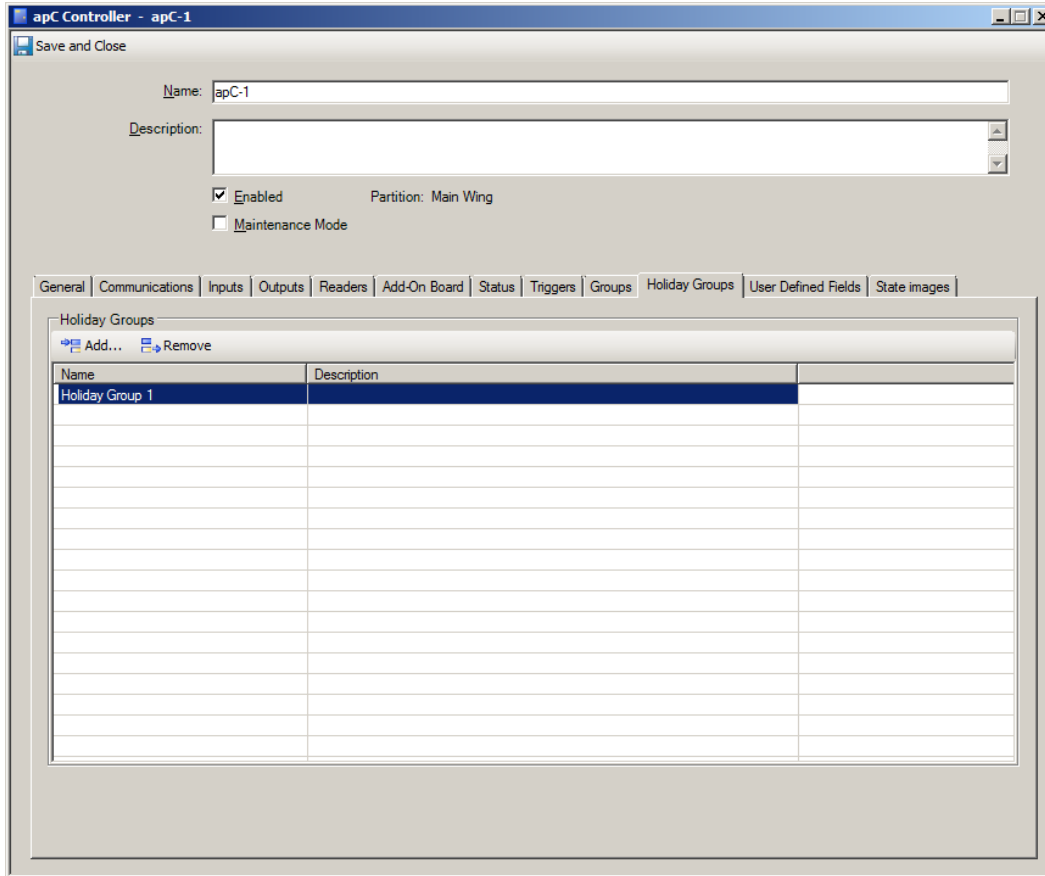 apC Controller - apC-1
Save and Close
Name: apC-1
Description:
Enabled Partition: Main Wing
Maintenance Mode
General Communications Inputs Outputs Readers Add-On Board Status Triggers Groups Holiday Groups User Defined Fields State images
Holiday Groups
Add... Remove
Name Description
Holiday Group 1